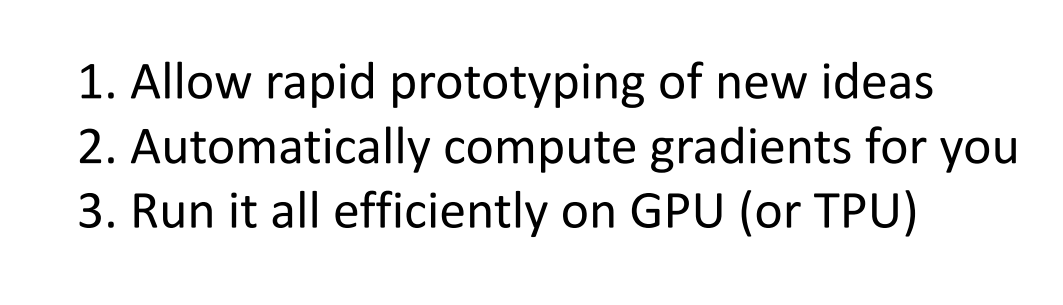 1. Allow rapid prototyping of new ideas
2. Automatically compute gradients for you
3. Run it all efficiently on GPU (or TPU)